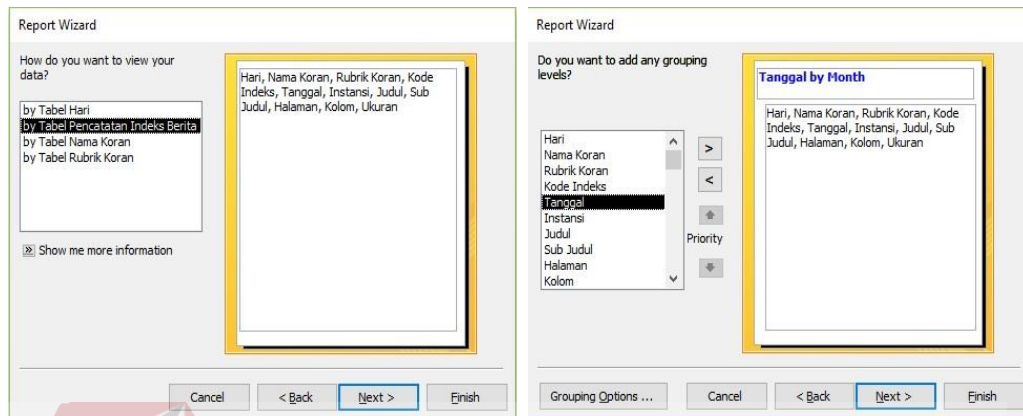 Report Wizard
How do you want to view your
data?
by Tabel Hari
by Tabel Pencatatan Indeks Berita
by Tabel Nama Koran
by Tabel Rubrik Koran
Show me more information
Hari, Nama Koran, Rubrik Koran, Kode
Indeks, Tanggal, Instansi, Judul, Sub
Judul, Halaman, Kolom, Ukuran
Cancel
< Back
Next >
Finish
Report Wizard
Do you want to add any grouping
levels?
Hari
Nama Koran
Rubrik Koran
Kode Indeks
Tanggal
Instansi
Judul
Sub Judul
Halaman
Kolom
>
<
Priority
Tanggal by Month
Hari, Nama Koran, Rubrik Koran, Kode
Indeks, Tanggal, Instansi, Judul, Sub
Judul, Halaman, Kolom, Ukuran
Grouping Options ...
Cancel
< Back
Next >
Finish